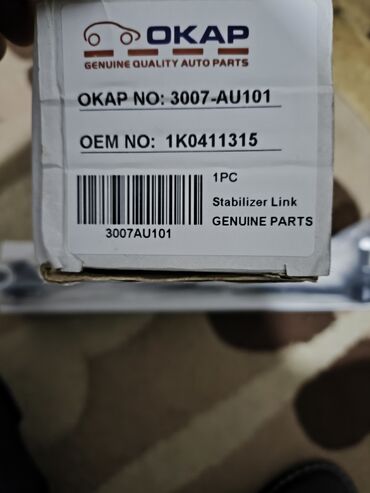 OKAP
GENUINE QUALITY AUTO PARTS
OKAP NO: 3007-AU101
OEM NO: 1K0411315
1PC
Stabilizer Link
GENUINE PARTS
3007AU101